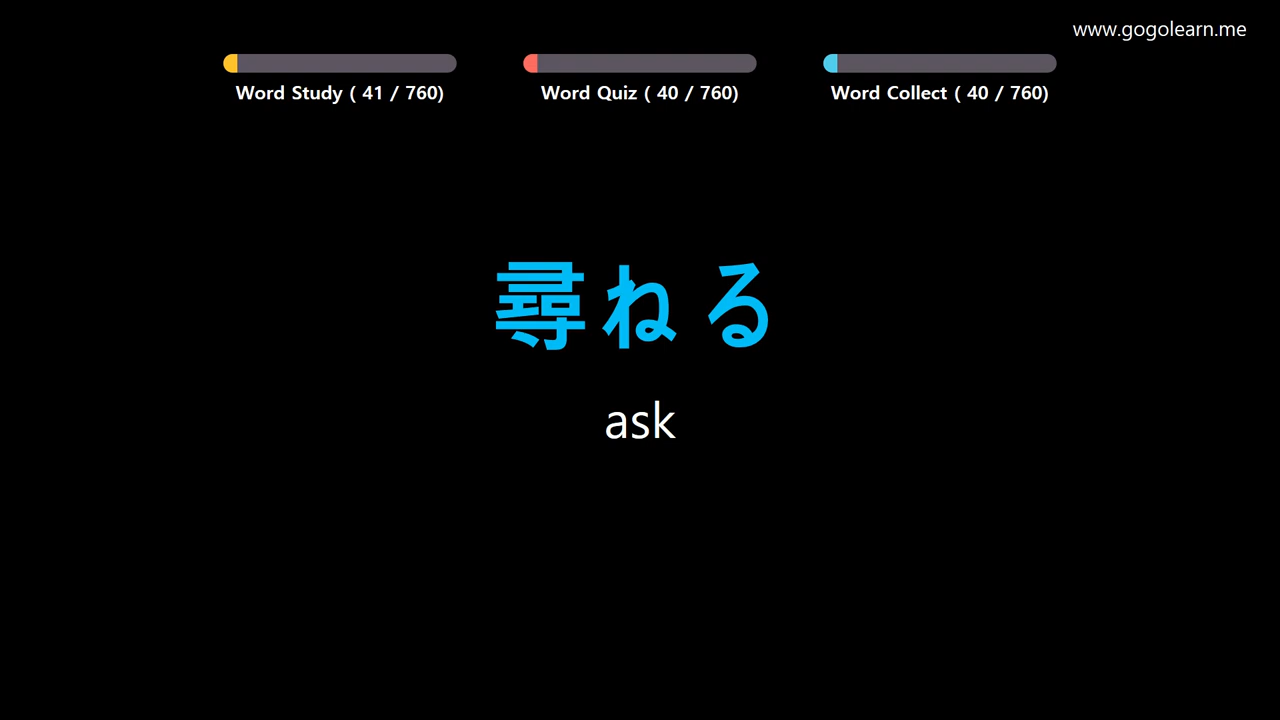 www.gogolearn.me
Word Study ( 41 / 760)
Word Quiz ( 40 / 760)
Word Collect ( 40 / 760)
尋ねる
ask